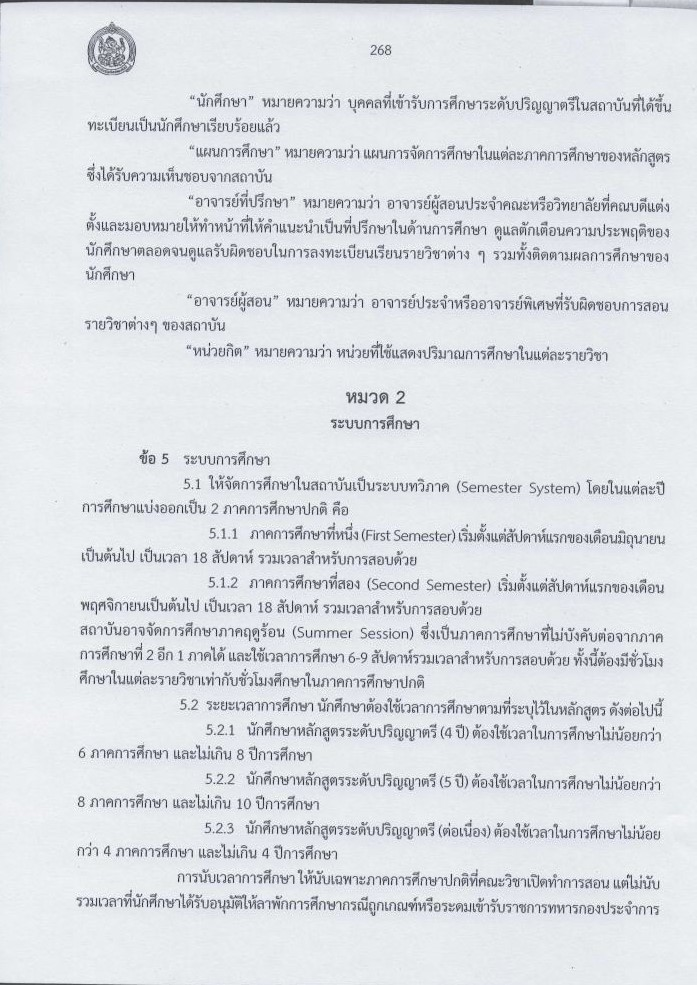 268
“นักศึกษา” หมายความว่า บุคคลที่เข้ารับการศึกษาระดับปริญญาตรีในสถาบันที่ได้ขึ้น
ทะเบียนเป็นนักศึกษาเรียบร้อยแล้ว
“แผนการศึกษา” หมายความว่า แผนการจัดการศึกษาในแต่ละภาคการศึกษาของหลักสูตร
ซึ่งได้รับความเห็นชอบจากสถาบัน
“อาจารย์ที่ปรึกษา” หมายความว่า อาจารย์ผู้สอนประจำคณะหรือวิทยาลัยที่คณบดีแต่ง
ตั้งและมอบหมายให้ทำหน้าที่ให้คำแนะนำเป็นที่ปรึกษาในด้านการศึกษา ดูแลตักเตือนความประพฤติของ
นักศึกษาตลอดจนดูแลรับผิดชอบในการลงทะเบียนเรียนรายวิชาต่าง ๆ รวมทั้งติดตามผลการศึกษาของ
นักศึกษา
“อาจารย์ผู้สอน” หมายความว่า อาจารย์ประจำหรืออาจารย์พิเศษที่รับผิดชอบการสอน
รายวิชาต่างๆ ของสถาบัน
“หน่วยกิต” หมายความว่า หน่วยที่ใช้แสดงปริมาณการศึกษาในแต่ละรายวิชา
หมวด 2
ระบบการศึกษา
ข้อ 5 ระบบการศึกษา
5.1 ให้จัดการศึกษาในสถาบันเป็นระบบทวิภาค (Semester System) โดยในแต่ละปี
การศึกษาแบ่งออกเป็น 2 ภาคการศึกษาปกติ คือ
5.1.1 ภาคการศึกษาที่หนึ่ง (First Semester) เริ่มตั้งแต่สัปดาห์แรกของเดือนมิถุนายน
เป็นต้นไป เป็นเวลา 18 สัปดาห์ รวมเวลาสำหรับการสอบด้วย
5.1.2 ภาคการศึกษาที่สอง (Second Semester) เริ่มตั้งแต่สัปดาห์แรกของเดือน
พฤศจิกายนเป็นต้นไป เป็นเวลา 18 สัปดาห์ รวมเวลาสำหรับการสอบด้วย
สถาบันอาจจัดการศึกษาภาคฤดูร้อน (Summer Session) ซึ่งเป็นภาคการศึกษาที่ไม่บังคับต่อจากภาค
การศึกษาที่ 2 อีก 1 ภาคได้ และใช้เวลาการศึกษา 6-9 สัปดาห์รวมเวลาสำหรับการสอบด้วย ทั้งนี้ต้องมีชั่วโมง
ศึกษาในแต่ละรายวิชาเท่ากับชั่วโมงศึกษาในภาคการศึกษาปกติ
5.2 ระยะเวลาการศึกษา นักศึกษาต้องใช้เวลาการศึกษาตามที่ระบุไว้ในหลักสูตร ดังต่อไปนี้
5.2.1 นักศึกษาหลักสูตรระดับปริญญาตรี (4 ปี) ต้องใช้เวลาในการศึกษาไม่น้อยกว่า
6 ภาคการศึกษา และไม่เกิน 8 ปีการศึกษา
5.2.2 นักศึกษาหลักสูตรระดับปริญญาตรี (5 ปี) ต้องใช้เวลาในการศึกษาไม่น้อยกว่า
8 ภาคการศึกษา และไม่เกิน 10 ปีการศึกษา
5.2.3 นักศึกษาหลักสูตรระดับปริญญาตรี (ต่อเนื่อง) ต้องใช้เวลาในการศึกษาไม่น้อย
กว่า 4 ภาคการศึกษา และไม่เกิน 4 ปีการศึกษา
การนับเวลาการศึกษา ให้นับเฉพาะภาคการศึกษาปกติที่คณะวิชาเปิดทำการสอน แต่ไม่นับ
รวมเวลาที่นักศึกษาได้รับอนุมัติให้ลาพักการศึกษากรณีถูกเกณฑ์หรือระดมเข้ารับราชการทหารกองประจำการ